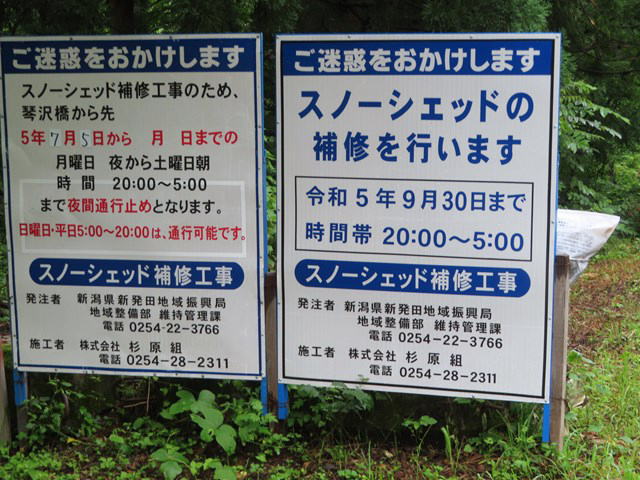 ご迷惑をおかけします
スノーシェッド補修工事のため、
琴沢橋から先
5年7月5日から 月 日までの
月曜日 夜から土曜日朝
時間 20:00〜5:00
まで夜間通行止めとなります。
日曜日・平日5:00〜20:00は、通行可能です。
スノーシェッド補修工事
発注者 新潟県新発田地域振興局
地域整備部 維持管理課
電話 0254-22-3766
施工者 株式会社 杉原組
電話 0254-28-2311
ご迷惑をおかけします
スノーシェッドの
補修を行います
令和5年9月30日まで
時間帯 20:00〜5:00
スノーシェッド補修工事
発注者 新潟県新発田地域振興局
地域整備部 維持管理課
電話 0254-22-3766
施工者 株式会社 杉原組
電話 0254-28-2311